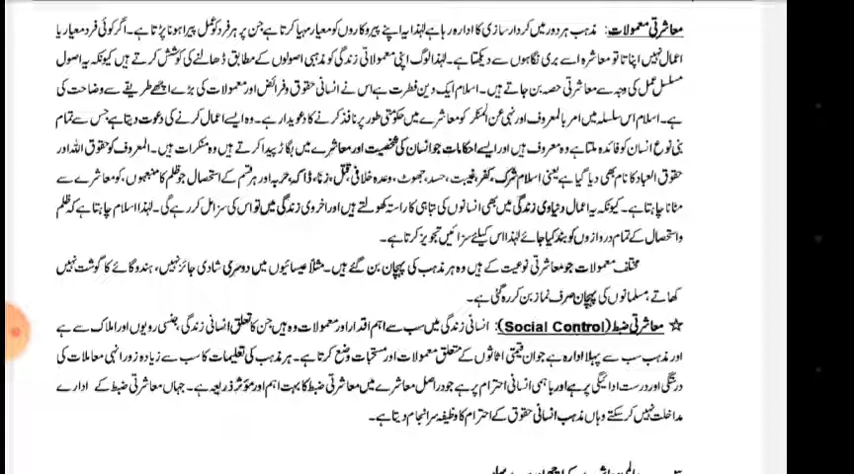 معاشرتی معمولات: مذہب ہر دور میں کردار سازی کا ادارہ رہا ہے لہٰذا یہ اپنے پیروکاروں کو معیار مہیا کرتا ہے جن پر ہر فرد کو عمل پیرا ہونا پڑتا ہے۔ اگر کوئی فرد معیار یا
اعمال نہیں اپناتا تو معاشرہ اسے بری نگاہوں سے دیکھتا ہے۔ لہٰذا لوگ اپنی معمولاتی زندگی کو مذہبی اصولوں کے مطابق ڈھالنے کی کوشش کرتے ہیں کیونکہ یہ اصول
مسلسل عمل کی وجہ سے معاشرتی حصہ بن جاتے ہیں۔ اسلام ایک دین فطرت ہے اس نے انسانی حقوق و فرائض اور معمولات کی بڑے اچھے طریقے سے وضاحت کی
ہے۔ اسلام اس سلسلہ میں امر بالمعروف اور نہی عن المنکر کو معاشرے میں حکومتی طور پر نافذ کرنے کا دعویدار ہے۔ وہ ایسے اعمال کرنے کی دعوت دیتا ہے جس سے تمام
بنی نوع انسان کو فائدہ ملتا ہے وہ معروف ہیں اور ایسے احکامات جو انسان کی شخصیت اور معاشرے میں بگاڑ پیدا کرتے ہیں وہ منکرات ہیں۔ المعروف کو حقوق اللہ اور
حقوق العباد کا نام بھی دیا گیا ہے یعنی اسلام شرک، کفر، غیبت، حسد، جھوٹ، وعدہ خلافی، قتل، زنا، ڈاکہ، حربہ اور ہر قسم کے استحصال جو ظلم کا منبع ہوں، کو معاشرے سے
مٹانا چاہتا ہے۔ کیونکہ یہ اعمال دنیاوی زندگی میں بھی انسانوں کی تباہی کا راستہ کھولتے ہیں اور اخروی زندگی میں تو اس کی سزا مل کر رہے گی۔ لہٰذا اسلام چاہتا ہے کہ ظلم
و استحصال کے تمام دروازوں کو بند کیا جائے لہٰذا اس کیلئے سزائیں تجویز کرتا ہے۔
مختلف معمولات جو معاشرتی نوعیت کے ہیں وہ ہر مذہب کی پہچان بن گئے ہیں۔ مثلاً عیسائیوں میں دوسری شادی جائز نہیں، ہندو گائے کا گوشت نہیں
کھاتے، مسلمانوں کی پہچان صرف نماز بن کر رہ گئی ہے۔
☆ معاشرتی ضبط (Social Control): انسانی زندگی میں سب سے اہم اقدار اور معمولات وہ ہیں جن کا تعلق انسانی زندگی، جنسی رویوں اور املاک سے ہے
اور مذہب سب سے پہلا ادارہ ہے جو ان قیمتی اثاثوں کے متعلق معمولات اور مستحبات وضع کرتا ہے۔ ہر مذہب کی تعلیمات کا سب سے زیادہ زور انہی معاملات کی
درستگی اور درست ادائیگی پر ہے اور باہمی انسانی احترام پر ہے جو دراصل معاشرے میں معاشرتی ضبط کا بہت اہم اور مؤثر ذریعہ ہے۔ جہاں معاشرتی ضبط کے ادارے
مداخلت نہیں کر سکتے وہاں مذہب انسانی حقوق کے احترام کا وظیفہ سر انجام دیتا ہے۔